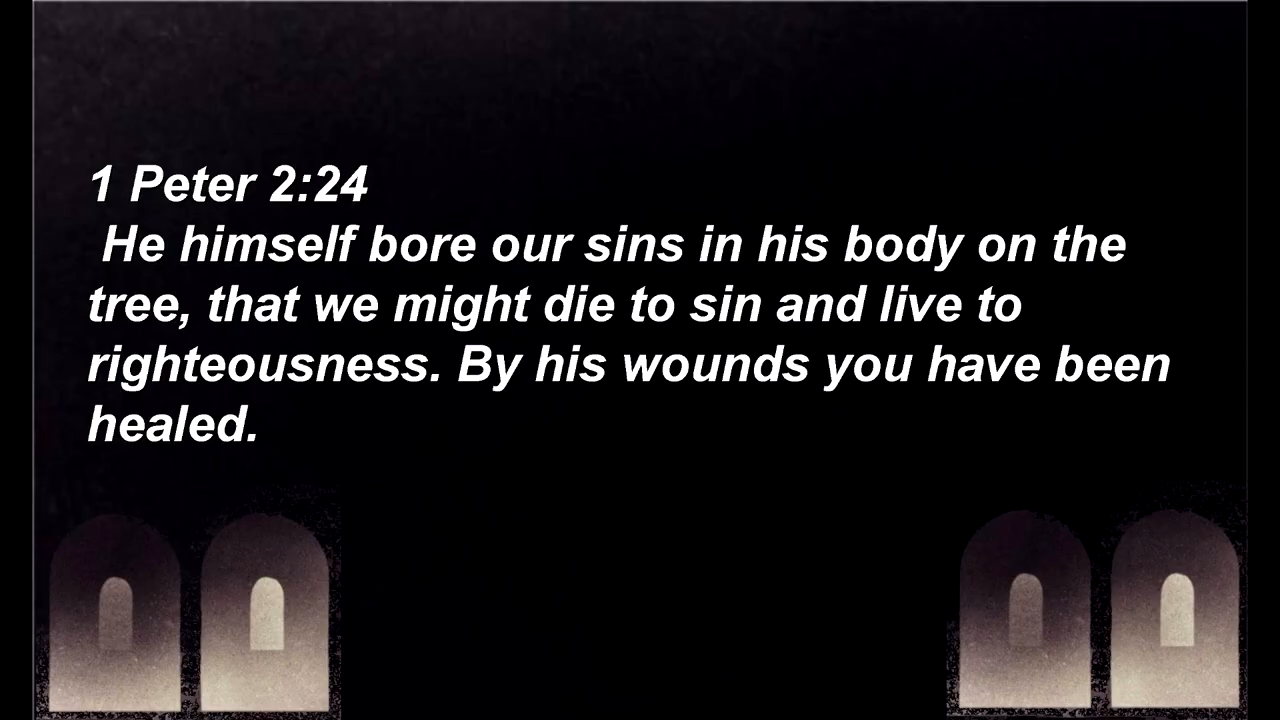 1 Peter 2:24
He himself bore our sins in his body on the
tree, that we might die to sin and live to
righteousness. By his wounds you have been
healed.